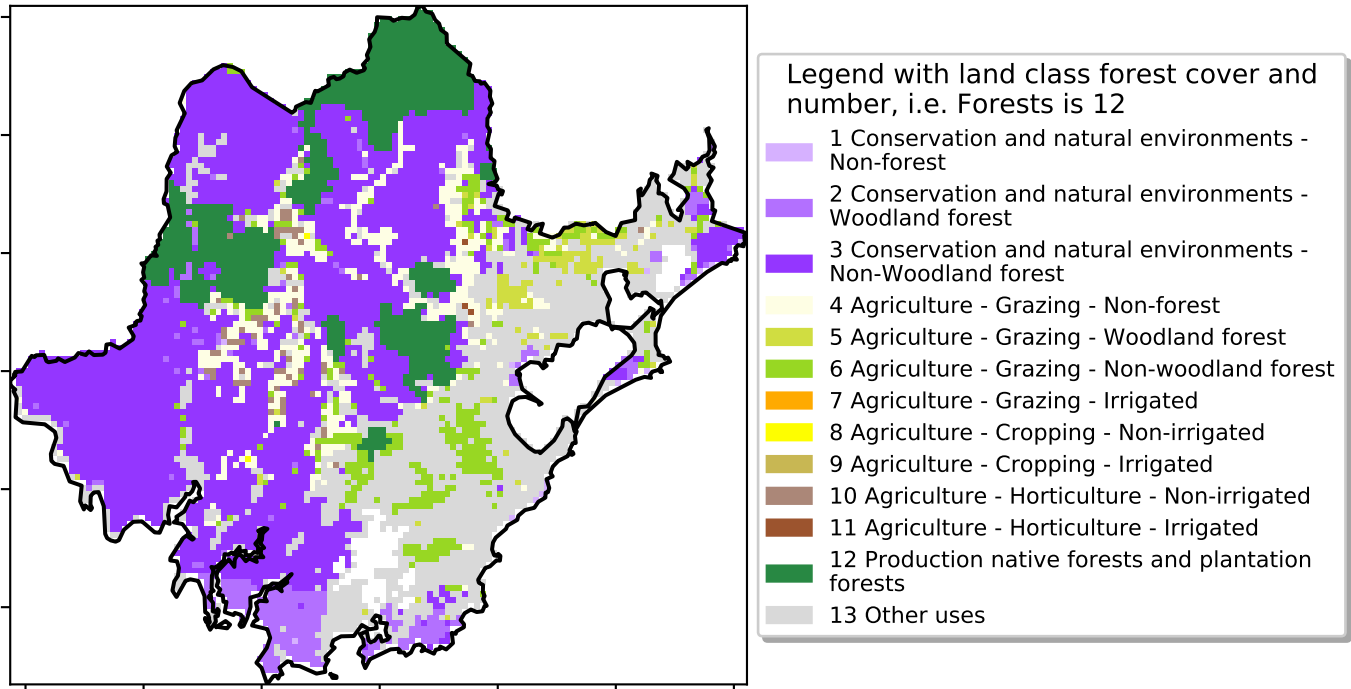 Legend with land class forest cover and
number, i.e. Forests is 12
1 Conservation and natural environments -
Non-forest
2 Conservation and natural environments -
Woodland forest
3 Conservation and natural environments -
Non-Woodland forest
4 Agriculture - Grazing - Non-forest
5 Agriculture - Grazing - Woodland forest
6 Agriculture - Grazing - Non-woodland forest
7 Agriculture - Grazing - Irrigated
8 Agriculture - Cropping - Non-irrigated
9 Agriculture - Cropping - Irrigated
10 Agriculture - Horticulture - Non-irrigated
11 Agriculture - Horticulture - Irrigated
12 Production native forests and plantation
forests
13 Other uses